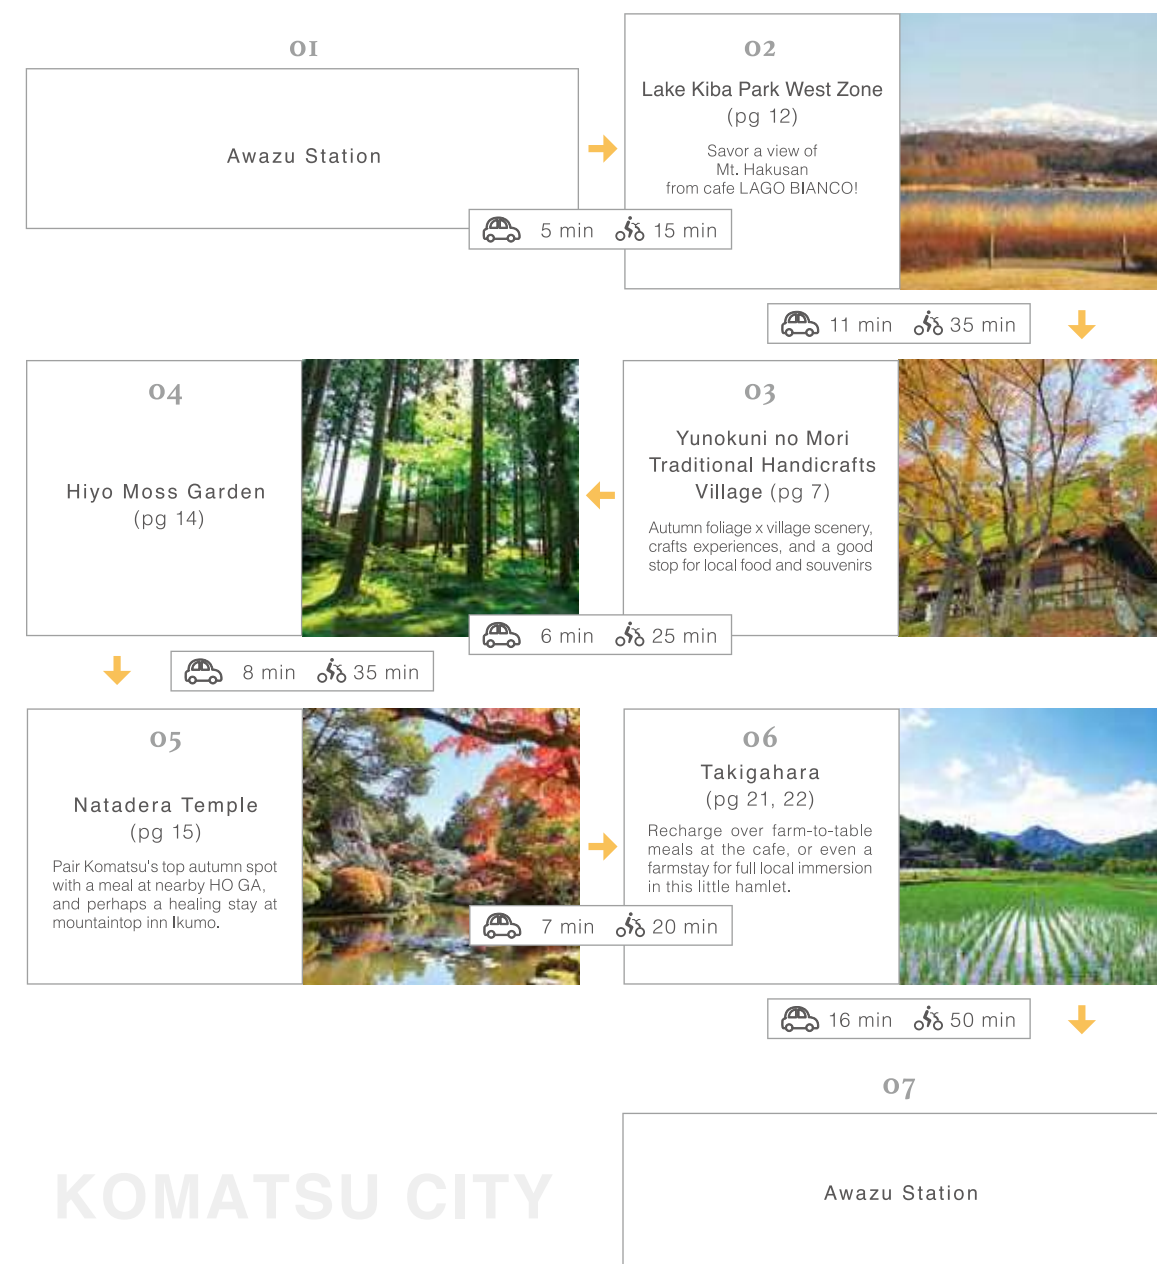 01
Awazu Station
5 min 15 min
02
Lake Kiba Park West Zone
(pg 12)
Savor a view of
Mt. Hakusan
from cafe LAGO BIANCO!
11 min 35 min
03
Yunokuni no Mori
Traditional Handicrafts
Village (pg 7)
Autumn foliage x village scenery,
crafts experiences, and a good
stop for local food and souvenirs
6 min 25 min
04
Hiyo Moss Garden
(pg 14)
8 min 35 min
05
Natadera Temple
(pg 15)
Pair Komatsu's top autumn spot
with a meal at nearby HO GA,
and perhaps a healing stay at
mountaintop inn Ikumo.
7 min 20 min
06
Takigahara
(pg 21, 22)
Recharge over farm-to-table
meals at the cafe, or even a
farmstay for full local immersion
in this little hamlet.
16 min 50 min
07
Awazu Station
KOMATSU CITY